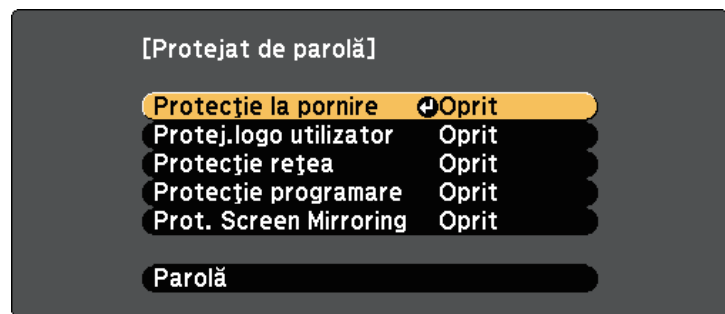 [Protejat de parolă]
Protecţie la pornire Oprit
Protej.logo utilizator Oprit
Protecţie reţea Oprit
Protecţie programare Oprit
Prot. Screen Mirroring Oprit
Parolă